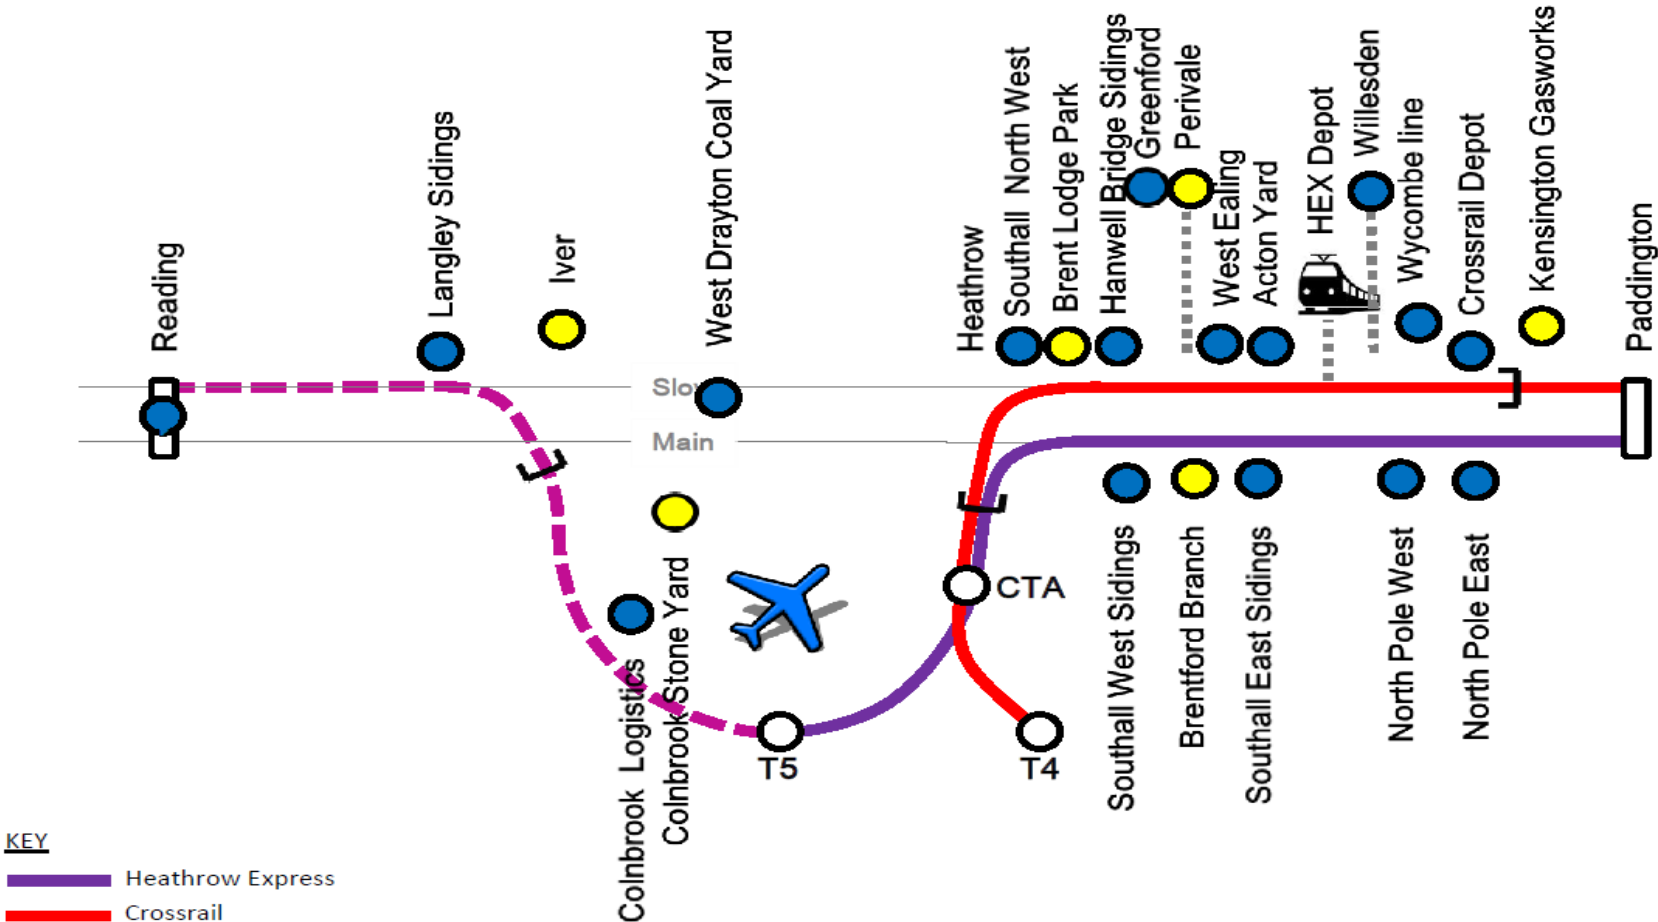 Reading
Langley Sidings
Iver
West Drayton Coal Yard
Heathrow
Southall North West
Brent Lodge Park
Hanwell Bridge Sidings
Greenford
Perivale
West Ealing
Acton Yard
HEX Depot
Willesden
Wycombe line
Crossrail Depot
Kensington Gasworks
Paddington
Main
CTA
T5
T4
Colnbrook Logistics
Colnbrook Stone Yard
Southall West Sidings
Brentford Branch
Southall East Sidings
North Pole West
North Pole East
KEY
Heathrow Express
Crossrail